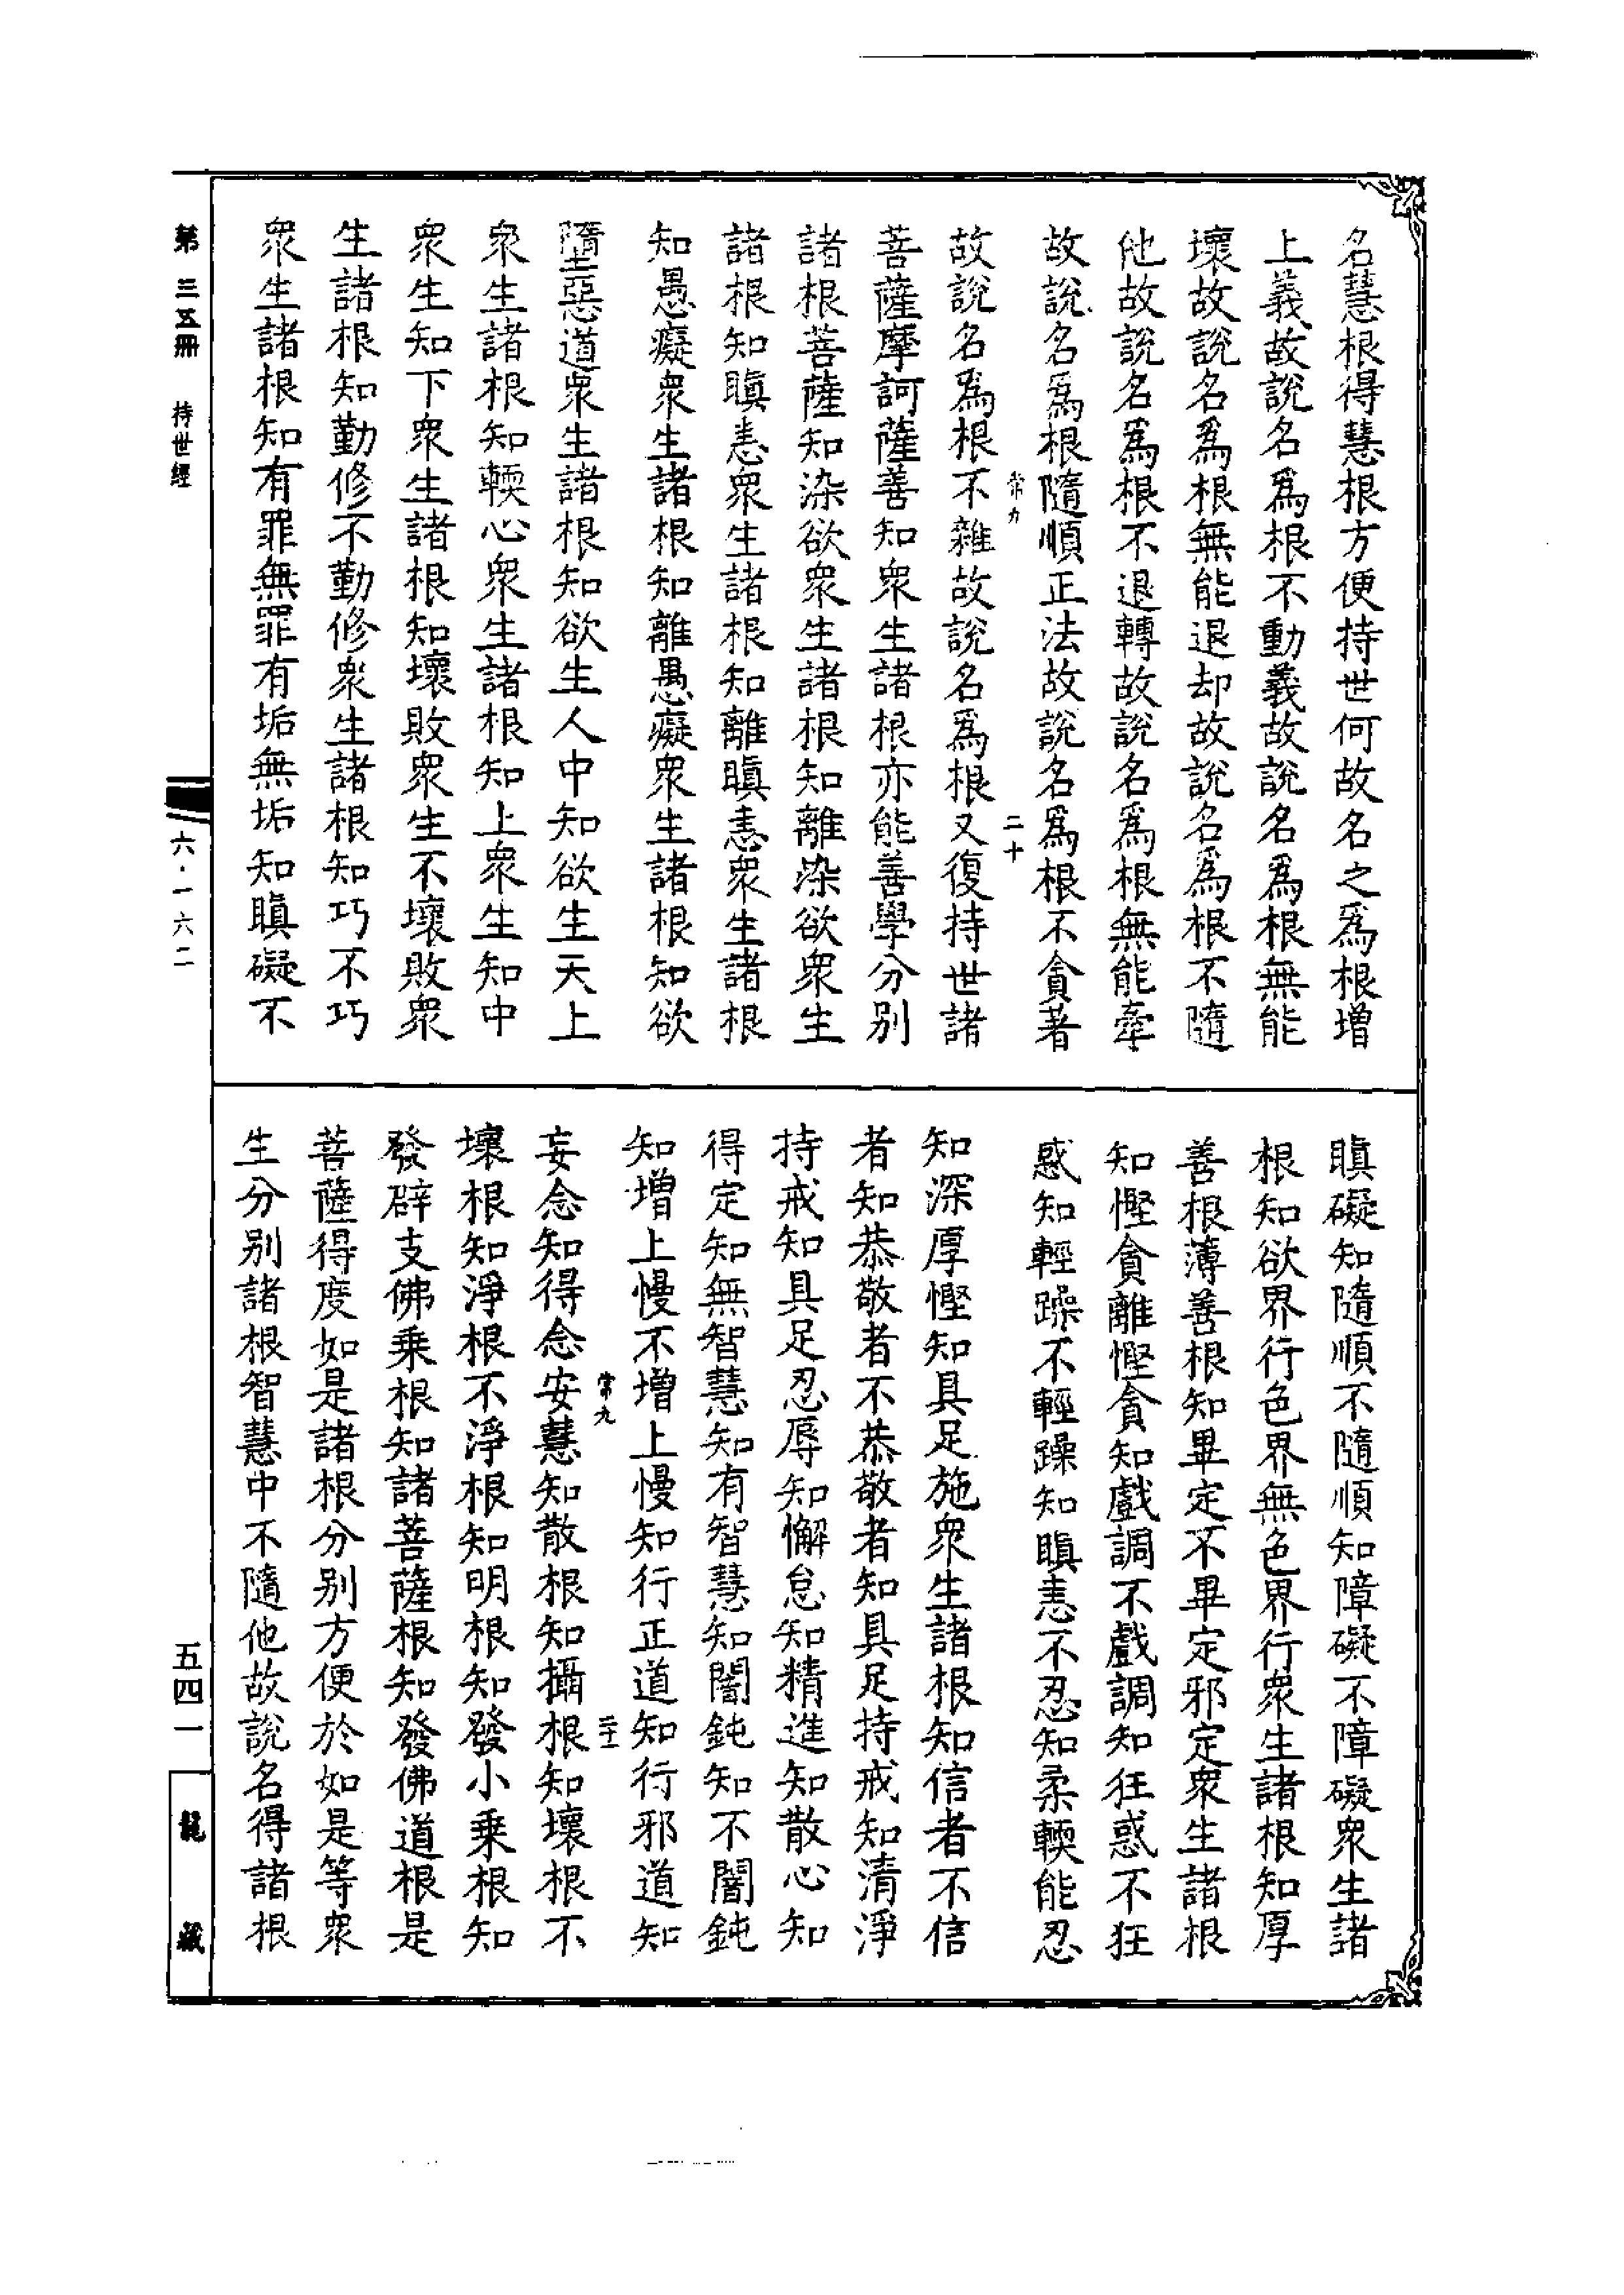 名慧根得慧根方便持世何故名之爲根增
上義故說名爲根不動義故說名爲根無能
壞故說名爲根無能退却故說名爲根不隨
他故說名爲根不退轉故說名爲根無能牽
故說名爲根隨順正法故說名爲根不貪著
常九
二十
故說名爲根不雜故說名爲根又復持世諸
菩薩摩訶薩善知衆生諸根亦能善學分別
諸根菩薩知染欲衆生諸根知離染欲衆生
諸根知瞋恚衆生諸根知離瞋恚衆生諸根
知愚癡衆生諸根知離愚癡衆生諸根知欲
墮惡道衆生諸根知欲生人中知欲生天上
衆生諸根知輭心衆生諸根知上衆生知中
衆生知下衆生諸根知壞敗衆生不壞敗衆
生諸根知勤修不勤修衆生諸根知巧不巧
衆生諸根知有罪無罪有垢無垢知瞋礙不
瞋礙知隨順不隨順知障礙不障礙衆生諸
根知欲界行色界無色界行衆生諸根知厚
善根薄善根知畢定不畢定邪定衆生諸根
知慳貪離慳貪知戲調不戲調知狂惑不狂
惑知輕躁不輕躁知瞋恚不忍知柔輭能忍
知深厚慳知具足施衆生諸根知信者不信
者知恭敬者不恭敬者知具足持戒知清淨
持戒知具足忍辱知懈怠知精進知散心知
得定知無智慧知有智慧知闇鈍知不闇鈍
知增上慢不增上慢知行正道知行邪道知
常九
二十一
妄念知得念安慧知散根知攝根知壞根不
壞根知淨根不淨根知明根知發小乘根知
發辟支佛乘根知諸菩薩根知發佛道根是
菩薩得度如是諸根分別方便於如是等衆
生分別諸根智慧中不隨他故說名得諸根
第三五冊 持世經
六·一六二
五四一
龍藏